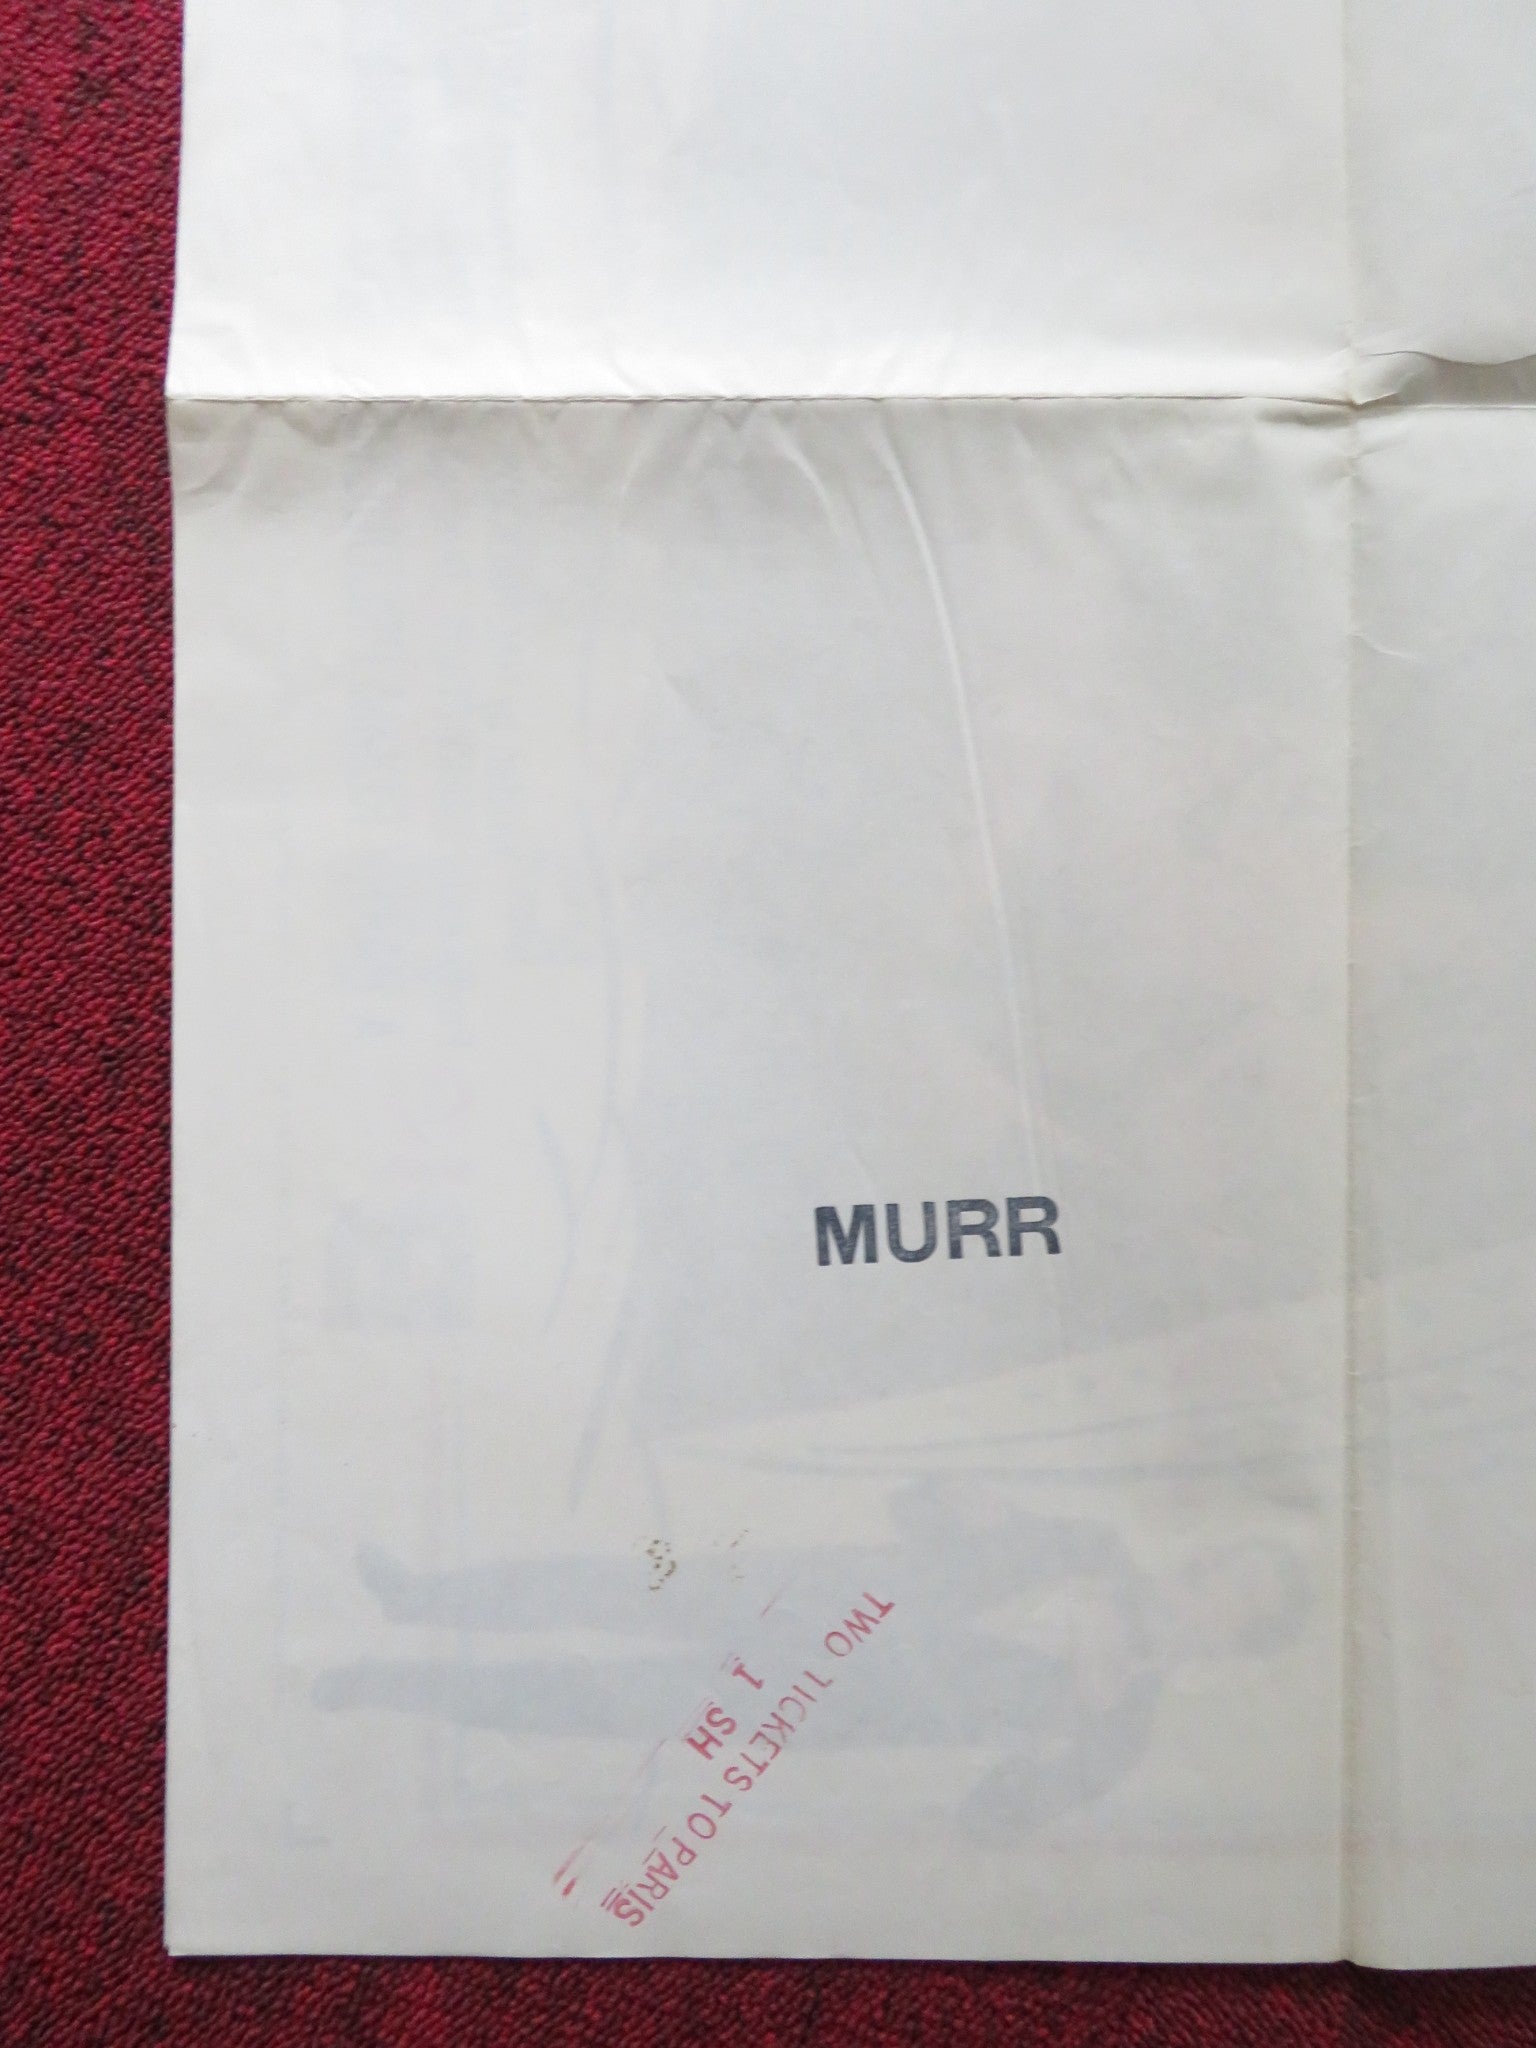 MURR
TWO TICKETS TO PARIS
1 SH